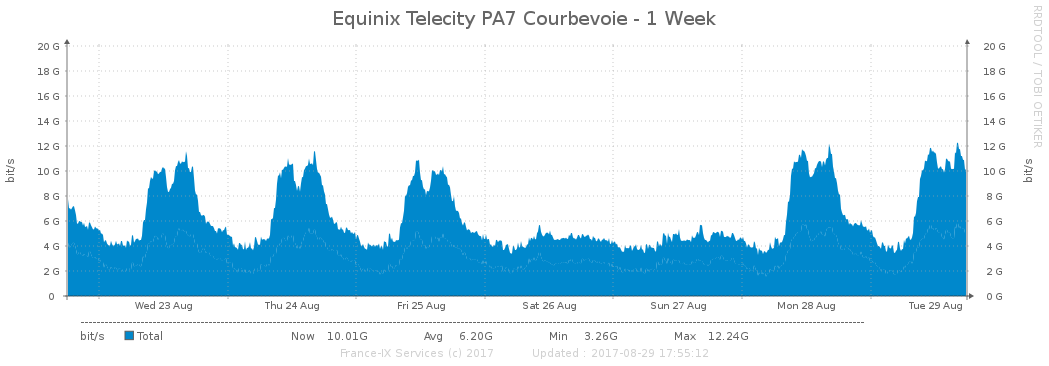 Equinix Telecity PA7 Courbevoie - 1 Week
RRDTOOL / TOBI OETIKER
20 G 20 G
18 G 18 G
16 G 16 G
14 G 14 G
12 G 12 G
10 G 10 G
8 G 8 G
6 G 6 G
4 G 4 G
2 G 2 G
0 0 G
bit/s
bit/s
Wed 23 Aug Thu 24 Aug Fri 25 Aug Sat 26 Aug Sun 27 Aug Mon 28 Aug Tue 29 Aug
bit/s Total Now 10.01G Avg 6.20G Min 3.26G Max 12.24G
France-IX Services (c) 2017 Updated : 2017-08-29 17:55:12